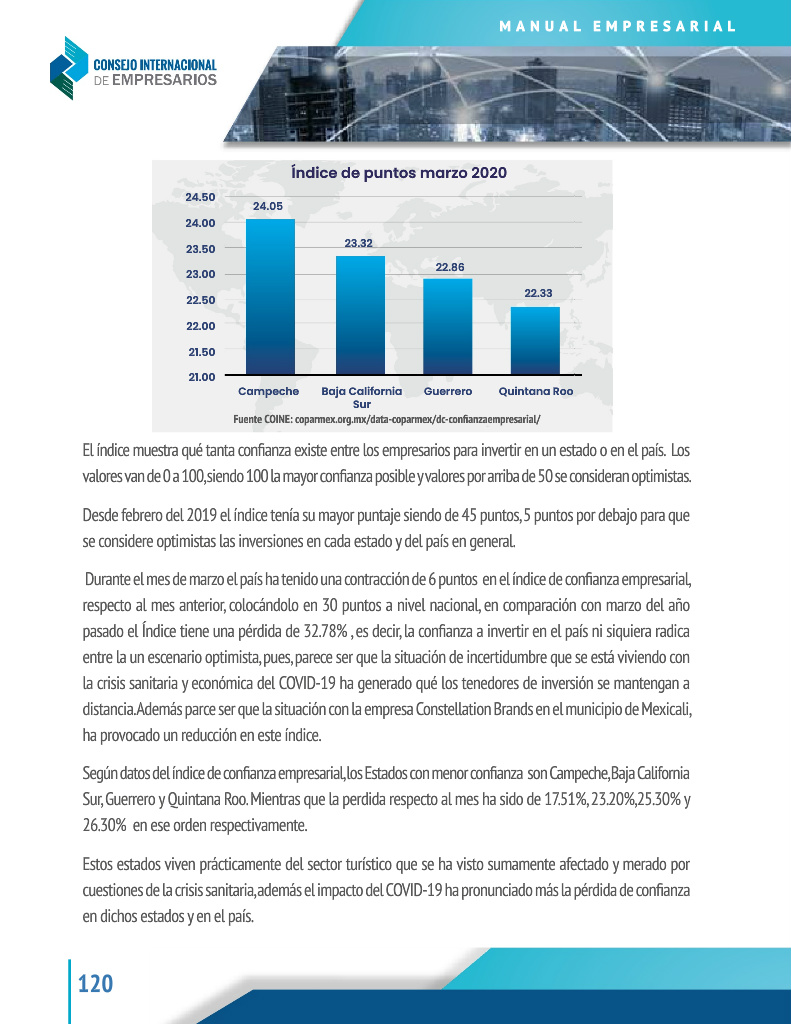 MANUAL EMPRESARIAL
CONSEJO INTERNACIONAL
DE EMPRESARIOS
Índice de puntos marzo 2020
24.50
24.00
23.50
23.00
22.50
22.00
21.50
21.00
24.05
23.32
22.86
22.33
Campeche
Baja California
Sur
Guerrero
Quintana Roo
Fuente COINE: coparmex.org.mx/data-coparmex/dc-confianzaempresarial/
El índice muestra qué tanta confianza existe entre los empresarios para invertir en un estado o en el país. Los
valores van de 0 a 100, siendo 100 la mayor confianza posible y valores por arriba de 50 se consideran optimistas.
Desde febrero del 2019 el índice tenía su mayor puntaje siendo de 45 puntos, 5 puntos por debajo para que
se considere optimistas las inversiones en cada estado y del país en general.
Durante el mes de marzo el país ha tenido una contracción de 6 puntos en el índice de confianza empresarial,
respecto al mes anterior, colocándolo en 30 puntos a nivel nacional, en comparación con marzo del año
pasado el Índice tiene una pérdida de 32.78% , es decir, la confianza a invertir en el país ni siquiera radica
entre la un escenario optimista, pues, parece ser que la situación de incertidumbre que se está viviendo con
la crisis sanitaria y económica del COVID-19 ha generado qué los tenedores de inversión se mantengan a
distancia. Además parce ser que la situación con la empresa Constellation Brands en el municipio de Mexicali,
ha provocado un reducción en este índice.
Según datos del índice de confianza empresarial, los Estados con menor confianza son Campeche, Baja California
Sur, Guerrero y Quintana Roo. Mientras que la perdida respecto al mes ha sido de 17.51%, 23.20%,25.30% y
26.30% en ese orden respectivamente.
Estos estados viven prácticamente del sector turístico que se ha visto sumamente afectado y merado por
cuestiones de la crisis sanitaria, además el impacto del COVID-19 ha pronunciado más la pérdida de confianza
en dichos estados y en el país.
120